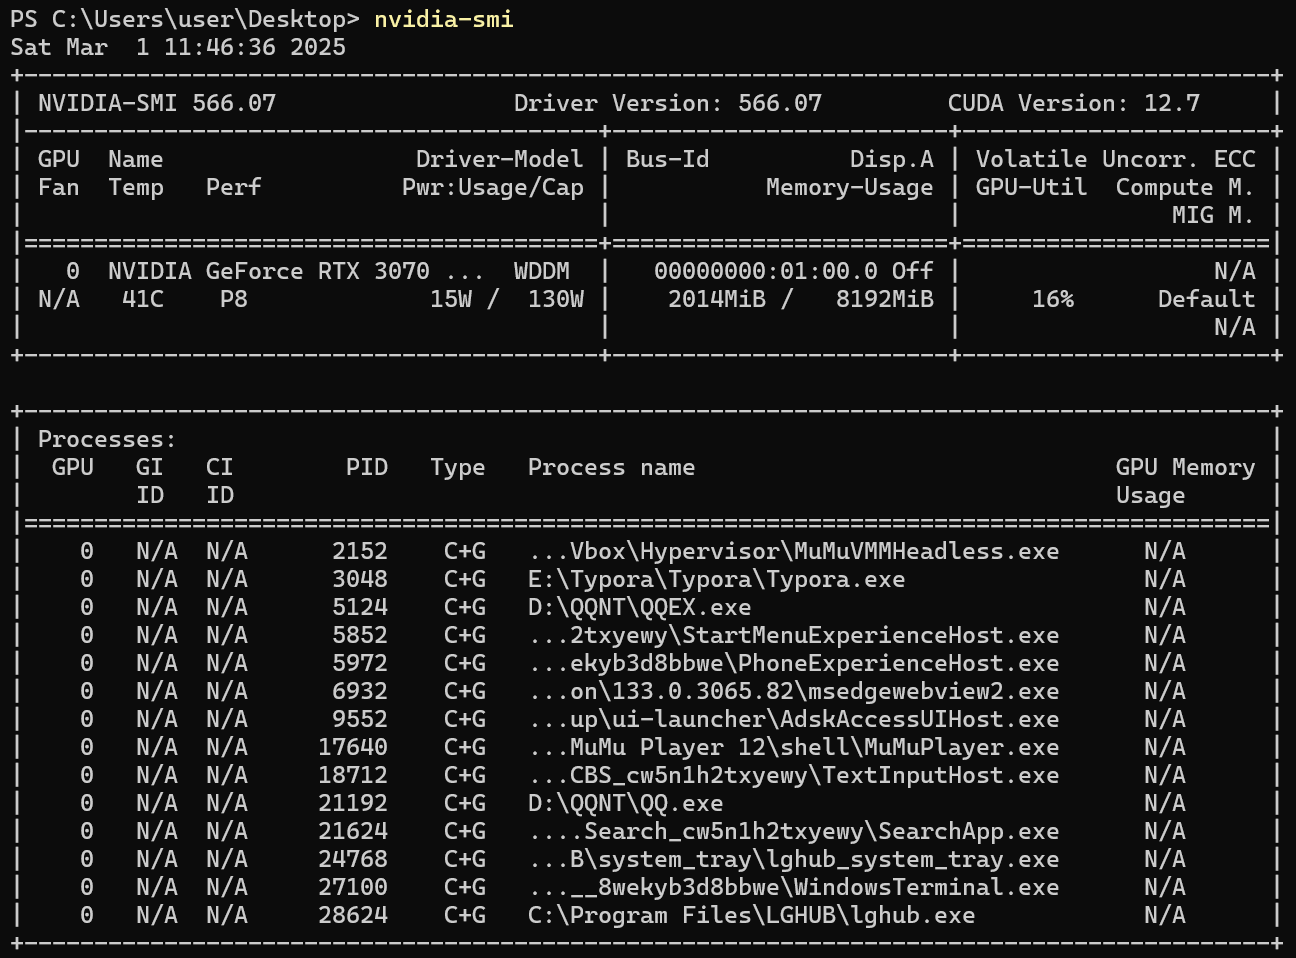 PS C:\Users\user\Desktop> nvidia-smi
Sat Mar  1 11:46:36 2025
+-----------------------------------------------------------------------------------------+
| NVIDIA-SMI 566.07                 Driver Version: 566.07         CUDA Version: 12.7     |
|-----------------------------------------+------------------------+----------------------+
| GPU  Name                  Driver-Model | Bus-Id          Disp.A | Volatile Uncorr. ECC |
| Fan  Temp   Perf          Pwr:Usage/Cap |           Memory-Usage | GPU-Util  Compute M. |
|                                         |                        |               MIG M. |
|=========================================+========================+======================|
|   0  NVIDIA GeForce RTX 3070 ...  WDDM  |   00000000:01:00.0 Off |                  N/A |
| N/A   41C    P8             15W /  130W |    2014MiB /   8192MiB |     16%      Default |
|                                         |                        |                  N/A |
+-----------------------------------------+------------------------+----------------------+

+-----------------------------------------------------------------------------------------+
| Processes:                                                                              |
|  GPU   GI   CI        PID   Type   Process name                              GPU Memory |
|        ID   ID                                                               Usage      |
|=========================================================================================|
|    0   N/A  N/A      2152    C+G   ...Vbox\Hypervisor\MuMuVMMHeadless.exe      N/A      |
|    0   N/A  N/A      3048    C+G   E:\Typora\Typora\Typora.exe                 N/A      |
|    0   N/A  N/A      5124    C+G   D:\QQNT\QQEX.exe                            N/A      |
|    0   N/A  N/A      5852    C+G   ...2txyewy\StartMenuExperienceHost.exe      N/A      |
|    0   N/A  N/A      5972    C+G   ...ekyb3d8bbwe\PhoneExperienceHost.exe      N/A      |
|    0   N/A  N/A      6932    C+G   ...on\133.0.3065.82\msedgewebview2.exe      N/A      |
|    0   N/A  N/A      9552    C+G   ...up\ui-launcher\AdskAccessUIHost.exe      N/A      |
|    0   N/A  N/A     17640    C+G   ...MuMu Player 12\shell\MuMuPlayer.exe      N/A      |
|    0   N/A  N/A     18712    C+G   ...CBS_cw5n1h2txyewy\TextInputHost.exe      N/A      |
|    0   N/A  N/A     21192    C+G   D:\QQNT\QQ.exe                              N/A      |
|    0   N/A  N/A     21624    C+G   ....Search_cw5n1h2txyewy\SearchApp.exe      N/A      |
|    0   N/A  N/A     24768    C+G   ...B\system_tray\lghub_system_tray.exe      N/A      |
|    0   N/A  N/A     27100    C+G   ...__8wekyb3d8bbwe\WindowsTerminal.exe      N/A      |
|    0   N/A  N/A     28624    C+G   C:\Program Files\LGHUB\lghub.exe            N/A      |
+-----------------------------------------------------------------------------------------+